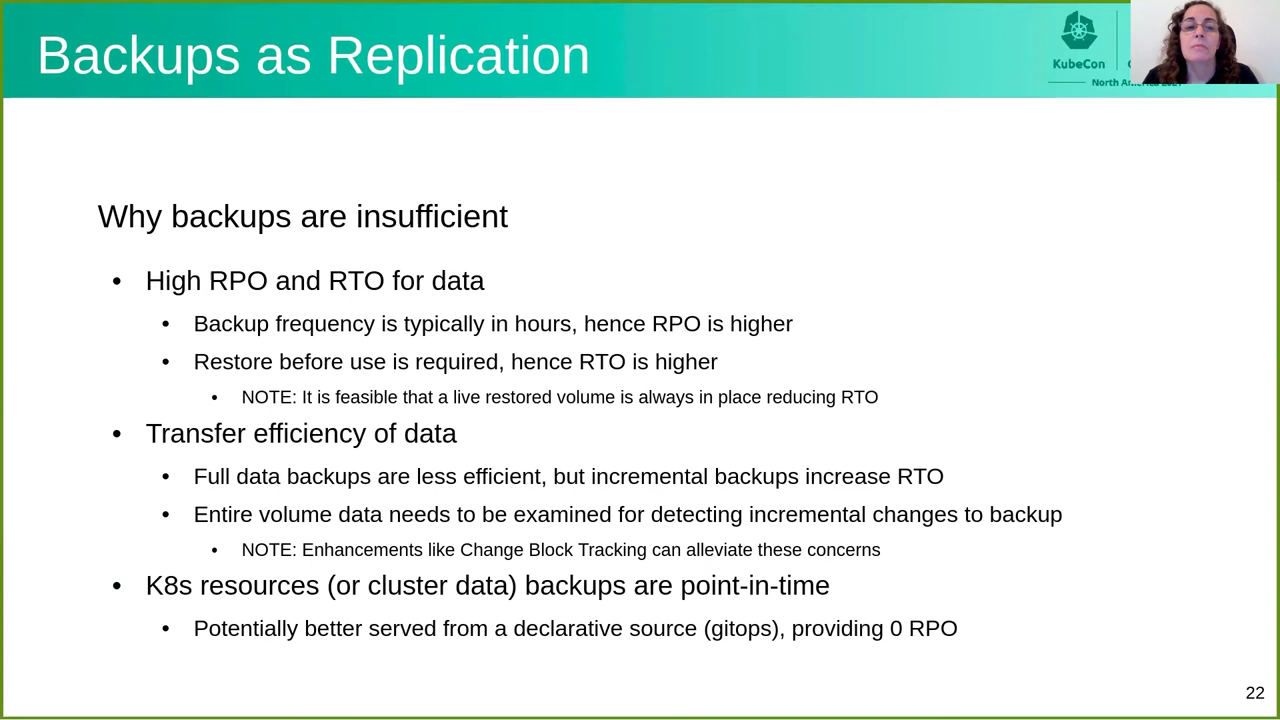 Backups as Replication
KubeCon
North America 2021
Why backups are insufficient
• High RPO and RTO for data
• Backup frequency is typically in hours, hence RPO is higher
• Restore before use is required, hence RTO is higher
• NOTE: It is feasible that a live restored volume is always in place reducing RTO
• Transfer efficiency of data
• Full data backups are less efficient, but incremental backups increase RTO
• Entire volume data needs to be examined for detecting incremental changes to backup
• NOTE: Enhancements like Change Block Tracking can alleviate these concerns
• K8s resources (or cluster data) backups are point-in-time
• Potentially better served from a declarative source (gitops), providing 0 RPO
22